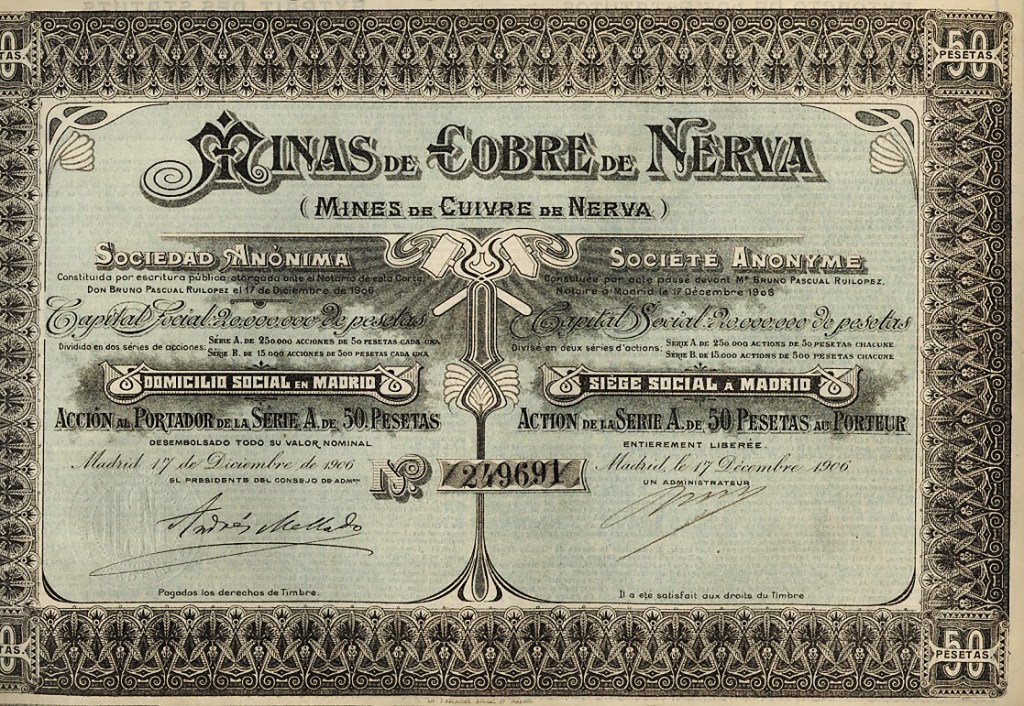 EXTRAIT DES STATUTS
50 PESETAS
MINAS DE COBRE DE NERVA
(MINES DE CUIVRE DE NERVA)
SOCIEDAD ANÓNIMA
Constituida por escritura pública otorgada ante el Notario de esta Corte,
DON BRUNO PASCUAL RUILOPEZ el 17 de Diciembre de 1906
Capital Social: 20.000.000 de pesetas
Dividido en dos séries de acciones:
SÉRIE A. DE 250.000 ACCIONES DE 50 PESETAS CADA UNA
SÉRIE B. DE 15.000 ACCIONES DE 500 PESETAS CADA UNA
DOMICILIO SOCIAL EN MADRID
ACCIÓN AL PORTADOR DE LA SÉRIE A. DE 50 PESETAS
DESEMBOLSADO TODO SU VALOR NOMINAL
Madrid 17 de Diciembre de 1906
EL PRESIDENTE DEL CONSEJO DE ADMON
Andrés Mellado
Pagados los derechos de Timbre.
SOCIÉTÉ ANONYME
Constituée par acte passé devant Me BRUNO PASCUAL RUILOPEZ,
Notaire à Madrid le 17 Décembre 1906
Capital Social: 20.000.000 de pesetas
Divisé en deux séries d'actions:
SÉRIE A. DE 250.000 ACTIONS DE 50 PESETAS CHACUNE
SÉRIE B. DE 15.000 ACTIONS DE 500 PESETAS CHACUNE
SIÈGE SOCIAL A MADRID
ACTION DE LA SERIE A. DE 50 PESETAS AU PORTEUR
ENTIEREMENT LIBERÉE.
Madrid, le 17 Décembre 1906
UN ADMINISTRATEUR
Il a eté satisfait aux droits du Timbre
No 249691
50 PESETAS.